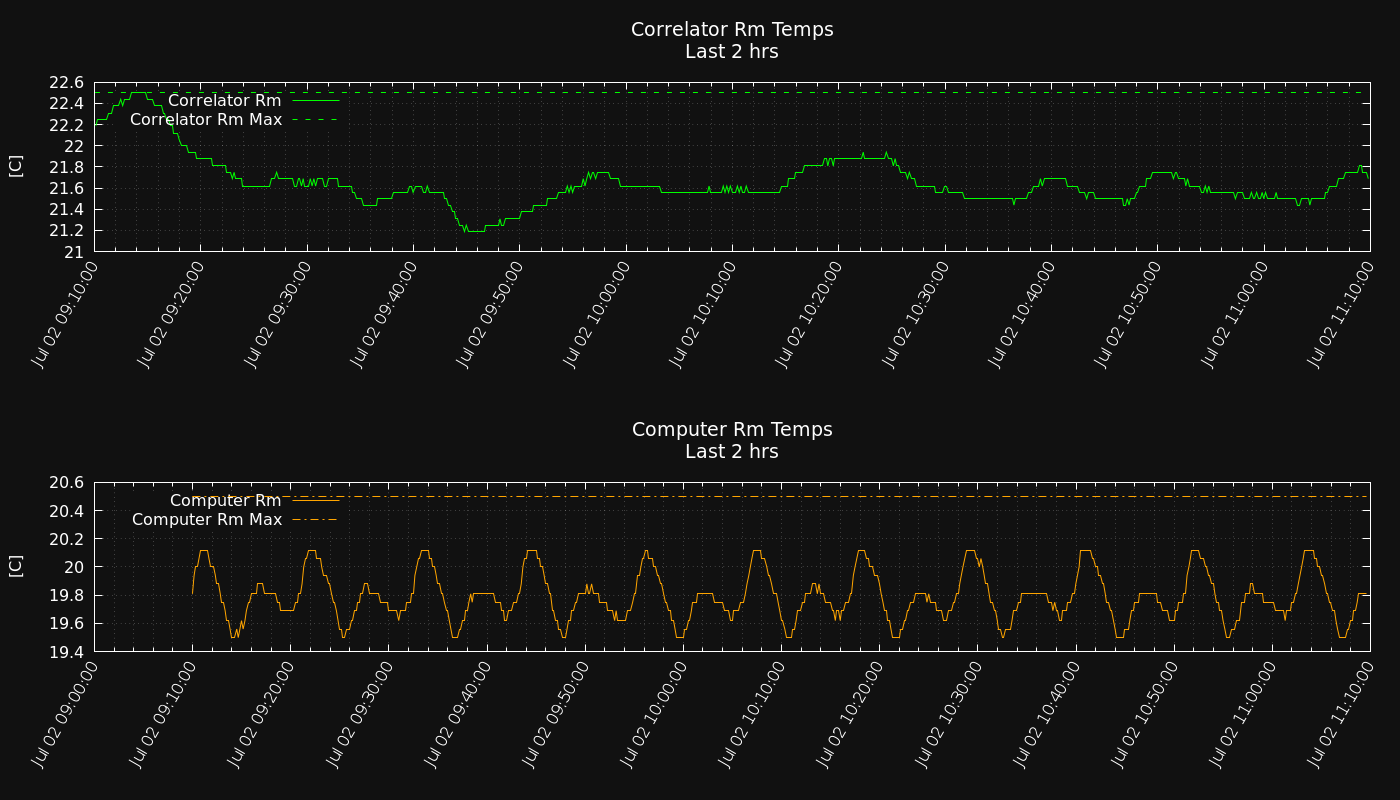 Correlator Rm Temps
Last 2 hrs
22.6
22.4
22.2
22
21.8
21.6
21.4
21.2
21
[C]
Correlator Rm
Correlator Rm Max
Jul 02 09:10:00
Jul 02 09:20:00
Jul 02 09:30:00
Jul 02 09:40:00
Jul 02 09:50:00
Jul 02 10:00:00
Jul 02 10:10:00
Jul 02 10:20:00
Jul 02 10:30:00
Jul 02 10:40:00
Jul 02 10:50:00
Jul 02 11:00:00
Jul 02 11:10:00
Computer Rm Temps
Last 2 hrs
20.6
20.4
20.2
20
19.8
19.6
19.4
[C]
Computer Rm
Computer Rm Max
Jul 02 09:00:00
Jul 02 09:10:00
Jul 02 09:20:00
Jul 02 09:30:00
Jul 02 09:40:00
Jul 02 09:50:00
Jul 02 10:00:00
Jul 02 10:10:00
Jul 02 10:20:00
Jul 02 10:30:00
Jul 02 10:40:00
Jul 02 10:50:00
Jul 02 11:00:00
Jul 02 11:10:00